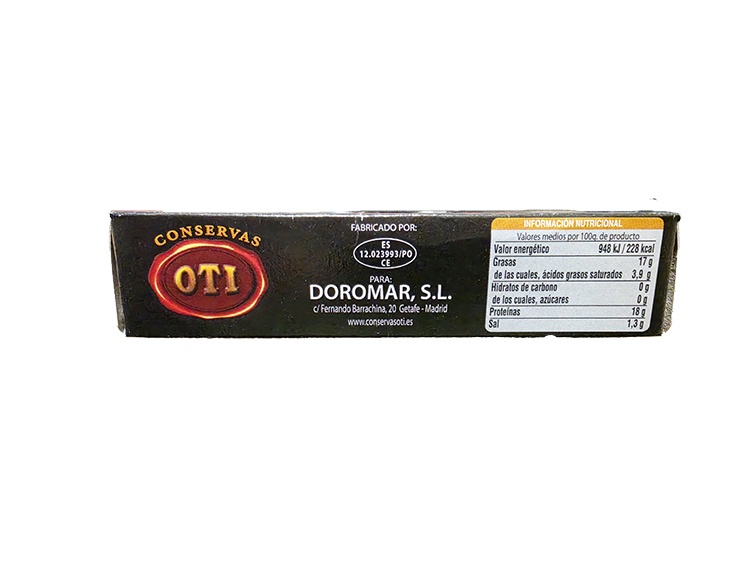 CONSERVAS
OTI
FABRICADO POR:
ES
12.023993/PO
CE
PARA:
DOROMAR, S.L.
c/ Fernando Barrachina, 20 Getafe - Madrid
www.conservasoti.es
INFORMACIÓN NUTRICIONAL
Valores medios por 100g. de producto
Valor energético 948 kJ / 228 kcal
Grasas 17 g
de las cuales, ácidos grasos saturados 3,9 g
Hidratos de carbono 0 g
de los cuales, azúcares 0 g
Proteínas 18 g
Sal 1,3 g